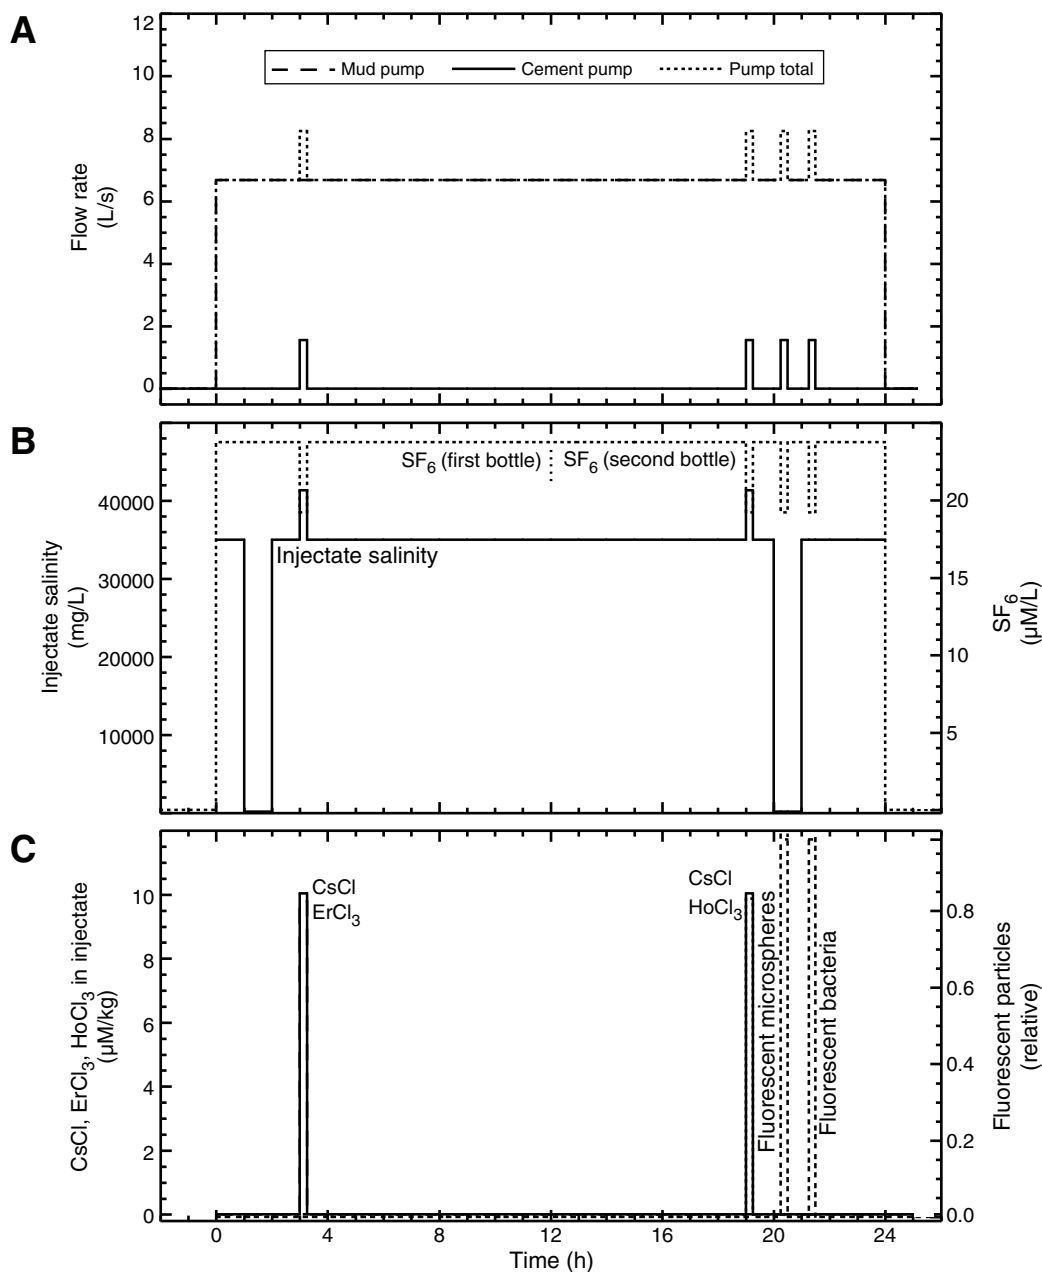 A
12
10
8
6
4
2
0
Flow rate
(L/s)
Mud pump
Cement pump
Pump total
B
40000
30000
20000
10000
Injectate salinity
(mg/L)
SF6 (first bottle)
SF6 (second bottle)
Injectate salinity
20
15
10
5
SF6
(µM/L)
C
10
8
6
4
2
0
CsCl, ErCl3, HoCl3 in injectate
(µM/kg)
CsCl
ErCl3
CsCl
HoCl3
Fluorescent microspheres
Fluorescent bacteria
0.8
0.6
0.4
0.2
0.0
Fluorescent particles
(relative)
0 4 8 12 16 20 24
Time (h)